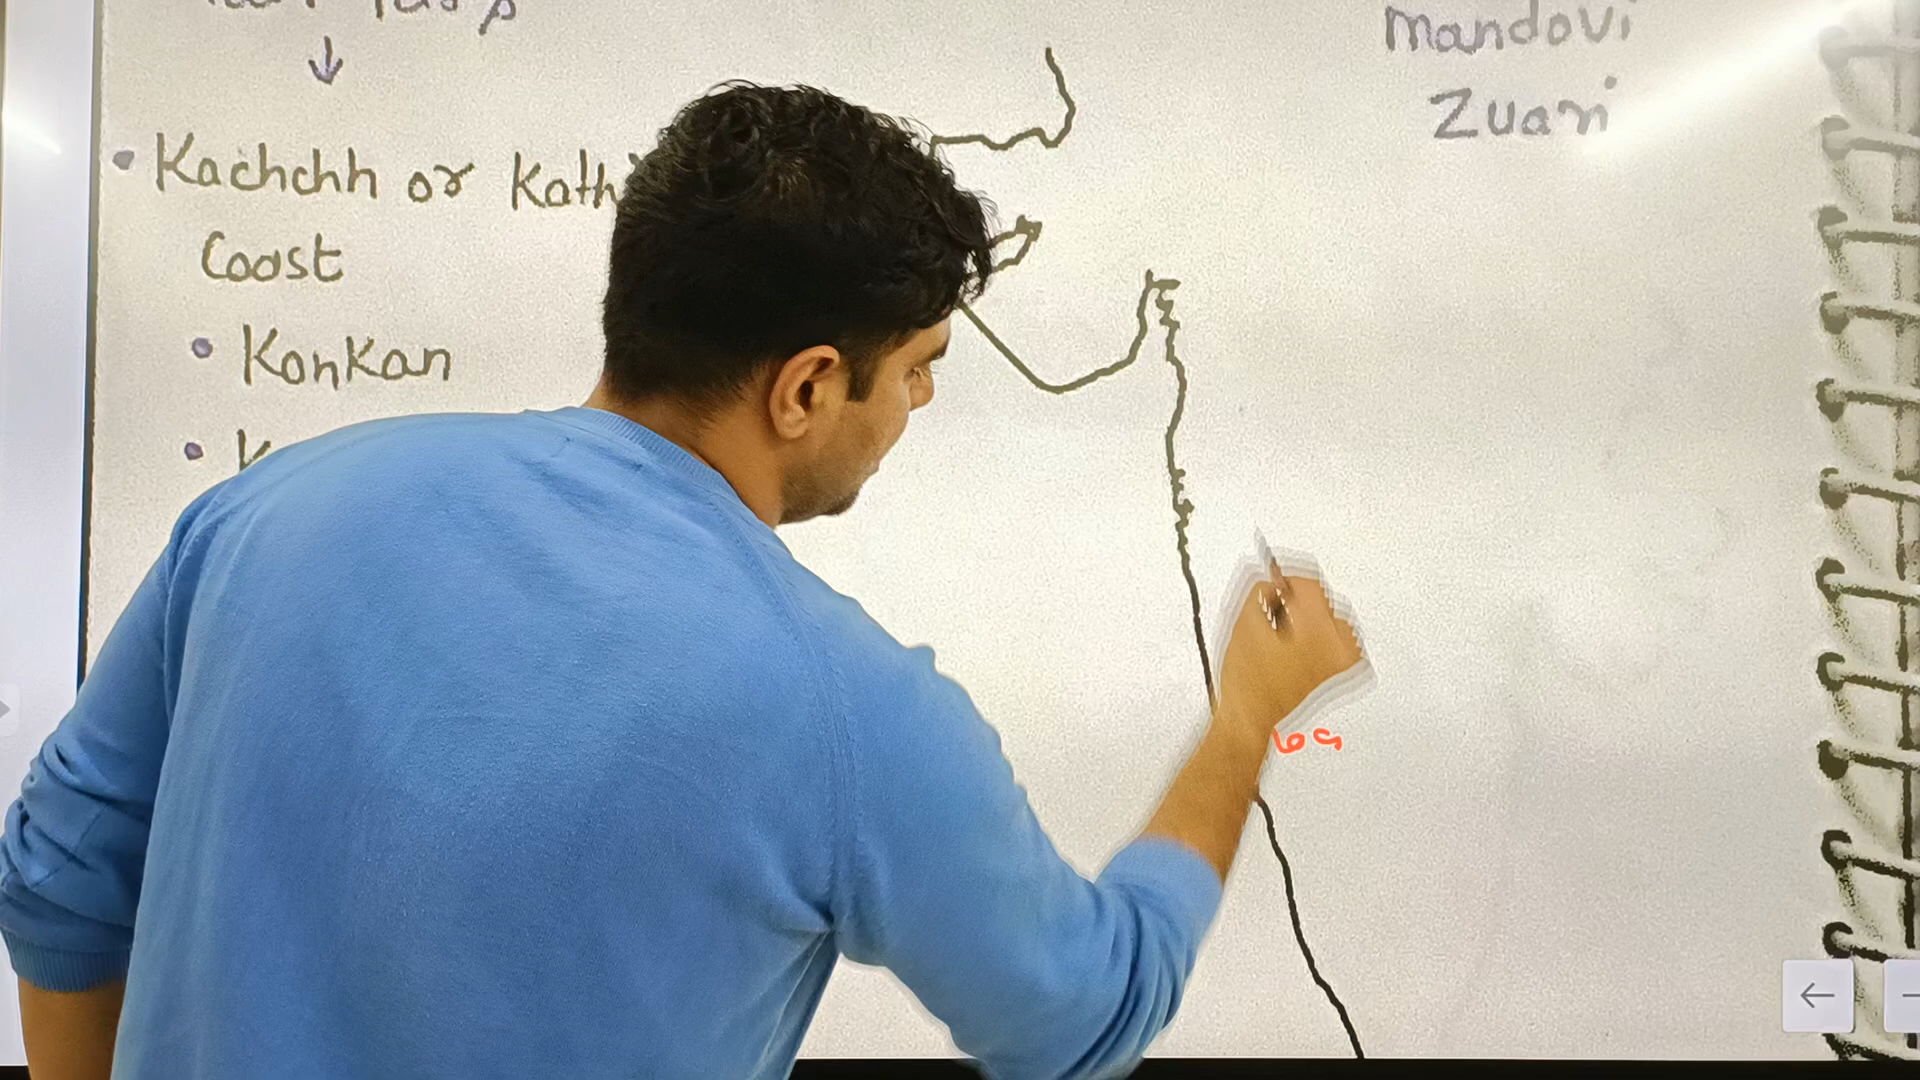 Kachchh or Kath
Coast
Konkan
Mandovi
Zuari